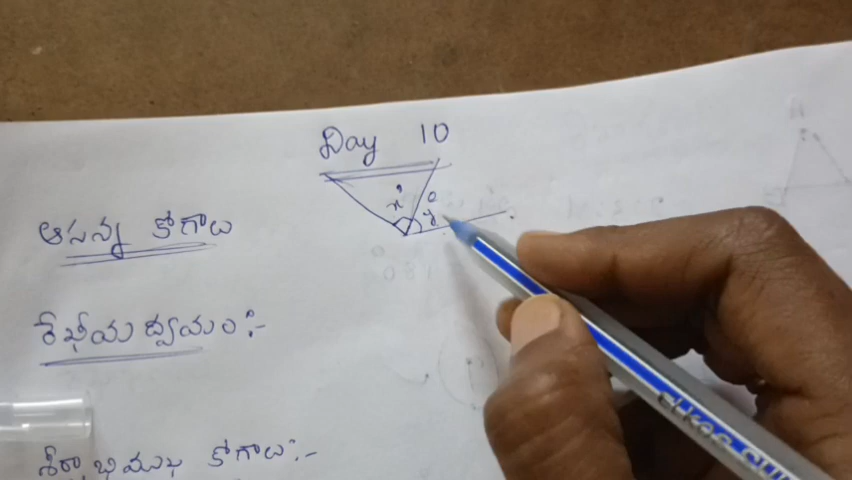 Day 10
x°
y°
ఆసన్న కోణాలు
రేఖీయ ద్వయం:-
శీర్షాభిముఖ కోణాలు:-